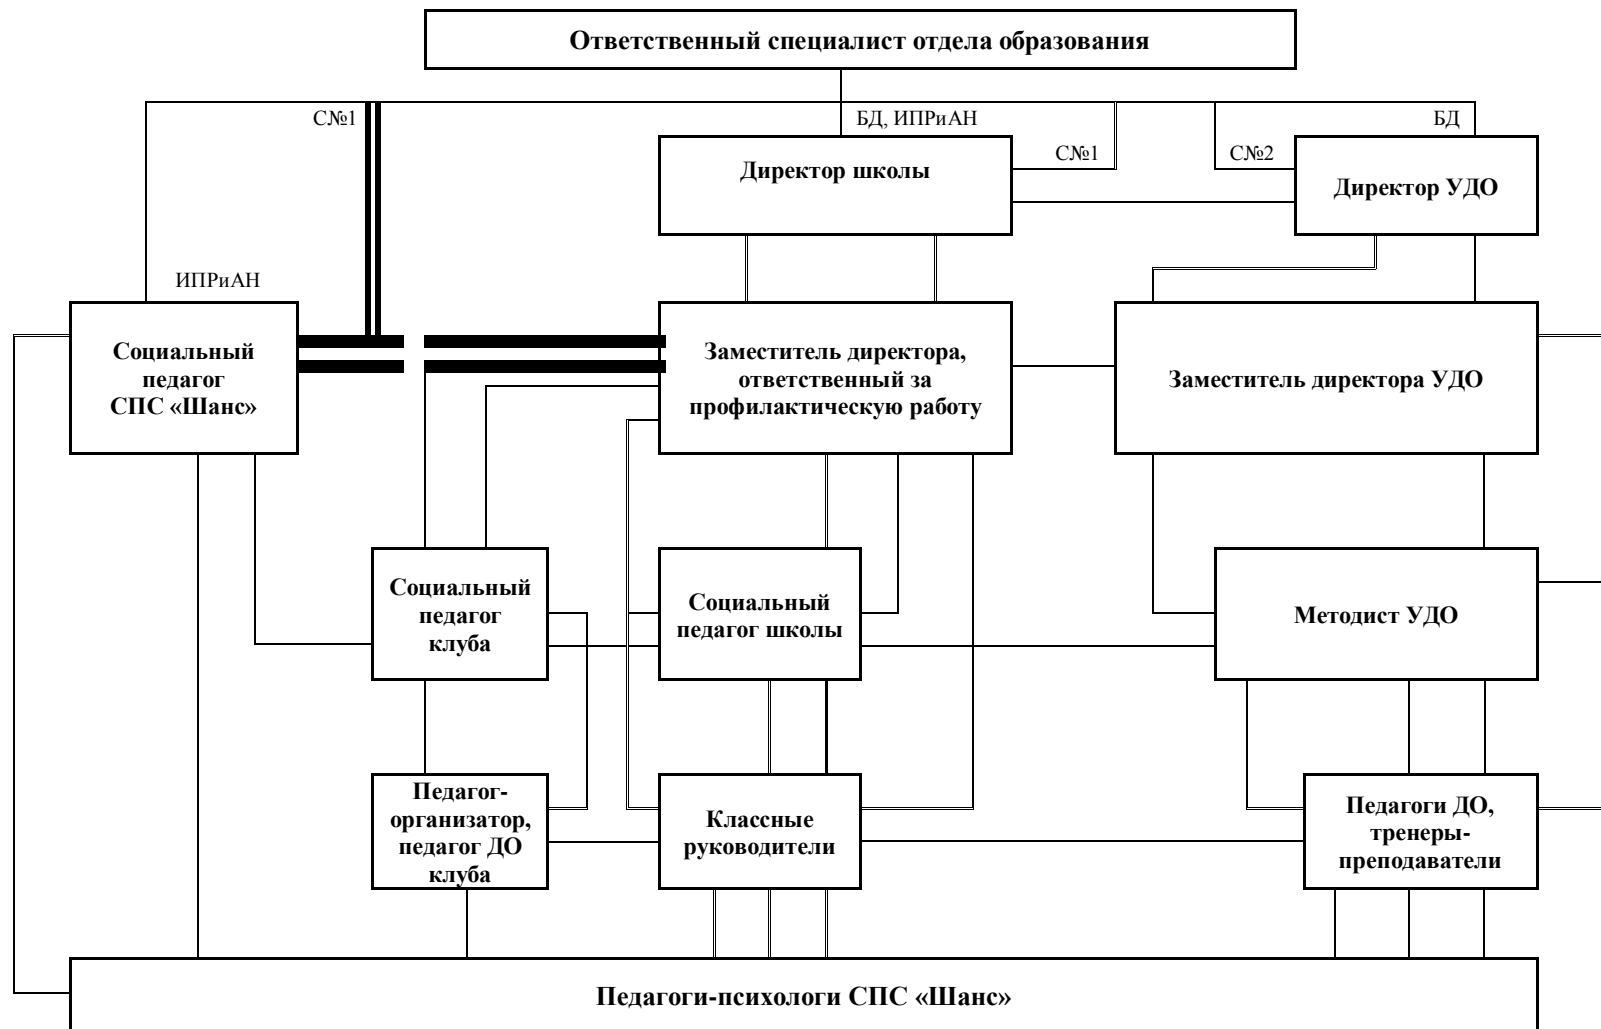 Ответственный специалист отдела образования
С№1
БД, ИПРиАН
БД
С№1
С№2
Директор школы
Директор УДО
ИПРиАН
Социальный
педагог
СПС «Шанс»
Заместитель директора,
ответственный за
профилактическую работу
Заместитель директора УДО
Социальный
педагог
клуба
Социальный
педагог школы
Методист УДО
Педагог-
организатор,
педагог ДО
клуба
Классные
руководители
Педагоги ДО,
тренеры-
преподаватели
Педагоги-психологи СПС «Шанс»